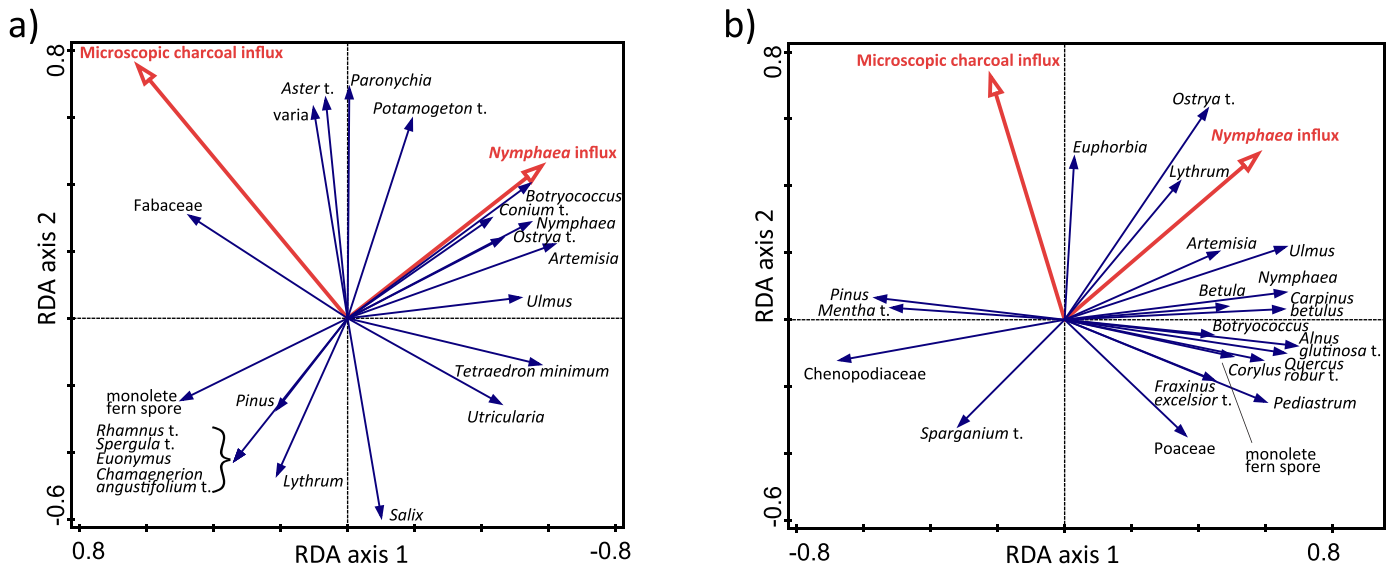 a)
0.8
Microscopic charcoal influx
Aster t.
Paronychia
varia
Potamogeton t.
Nymphaea influx
Botryococcus
Fabaceae
Conium t.
Nymphaea
Ostrya t.
Artemisia
RDA axis 2
Ulmus
Tetraedron minimum
monolete
fern spore
Pinus
Utricularia
Rhamnus t.
Spergula t.
Euonymus
Chamaenerion
angustifolium t.
Lythrum
Salix
-0.6
0.8
RDA axis 1
-0.8
b)
0.8
Microscopic charcoal influx
Ostrya t.
Nymphaea influx
Euphorbia
Lythrum
Artemisia
Ulmus
RDA axis 2
Nymphaea
Pinus
Betula
Carpinus
betulus
Mentha t.
Botryococcus
Alnus
glutinosa t.
Chenopodiaceae
Corylus
Quercus
robur t.
Fraxinus
excelsior t.
Pediastrum
Sparganium t.
Poaceae
monolete
fern spore
-0.6
-0.8
RDA axis 1
0.8